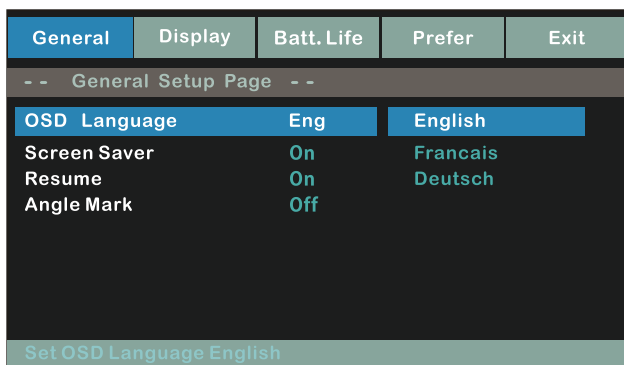 General Display Batt. Life Prefer Exit
-- General Setup Page --
OSD Language Eng English
Screen Saver On Francais
Resume On Deutsch
Angle Mark Off
Set OSD Language English